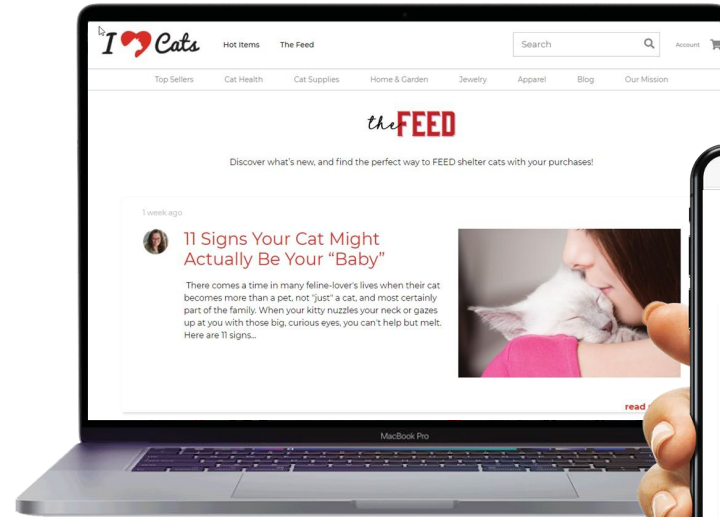 I Cats
Hot Items The Feed Search Account
Top Sellers Cat Health Cat Supplies Home & Garden Jewelry Apparel Blog Our Mission
the FEED
Discover what's new, and find the perfect way to FEED shelter cats with your purchases!
1 week ago
11 Signs Your Cat Might
Actually Be Your “Baby”
There comes a time in many feline-lover's lives when their cat
becomes more than a pet, not "just" a cat, and most certainly
part of the family. When your kitty nuzzles your neck or gazes
up at you with those big, curious eyes, you can't help but melt.
Here are 11 signs...
read
MacBook Pro